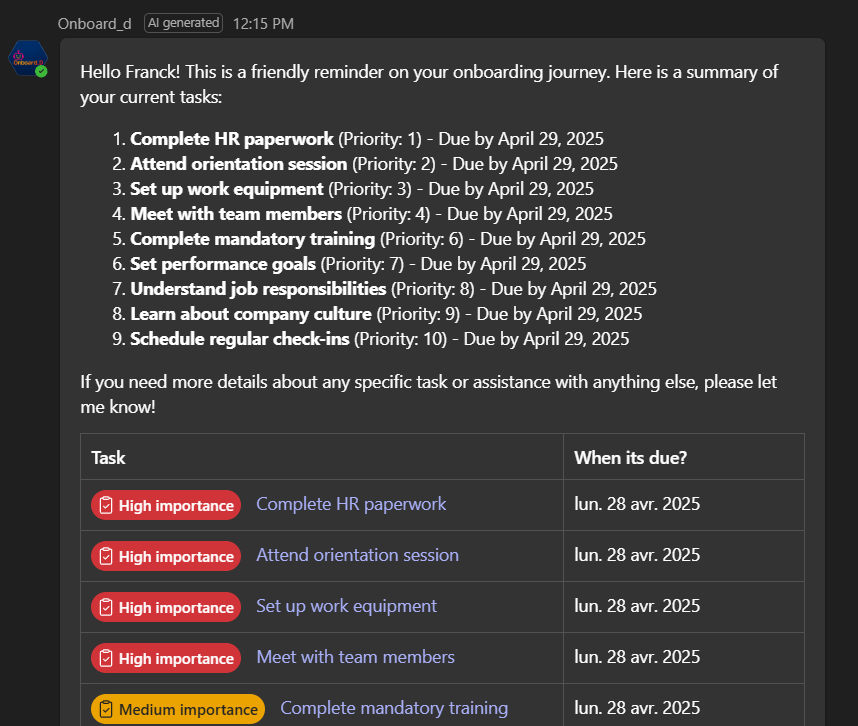 Onboard_d AI generated 12:15 PM
Onboard_d
Hello Franck! This is a friendly reminder on your onboarding journey. Here is a summary of
your current tasks:
1. Complete HR paperwork (Priority: 1) - Due by April 29, 2025
2. Attend orientation session (Priority: 2) - Due by April 29, 2025
3. Set up work equipment (Priority: 3) - Due by April 29, 2025
4. Meet with team members (Priority: 4) - Due by April 29, 2025
5. Complete mandatory training (Priority: 6) - Due by April 29, 2025
6. Set performance goals (Priority: 7) - Due by April 29, 2025
7. Understand job responsibilities (Priority: 8) - Due by April 29, 2025
8. Learn about company culture (Priority: 9) - Due by April 29, 2025
9. Schedule regular check-ins (Priority: 10) - Due by April 29, 2025
If you need more details about any specific task or assistance with anything else, please let
me know!
Task When its due?
High importance Complete HR paperwork lun. 28 avr. 2025
High importance Attend orientation session lun. 28 avr. 2025
High importance Set up work equipment lun. 28 avr. 2025
High importance Meet with team members lun. 28 avr. 2025
Medium importance Complete mandatory training lun. 28 avr. 2025